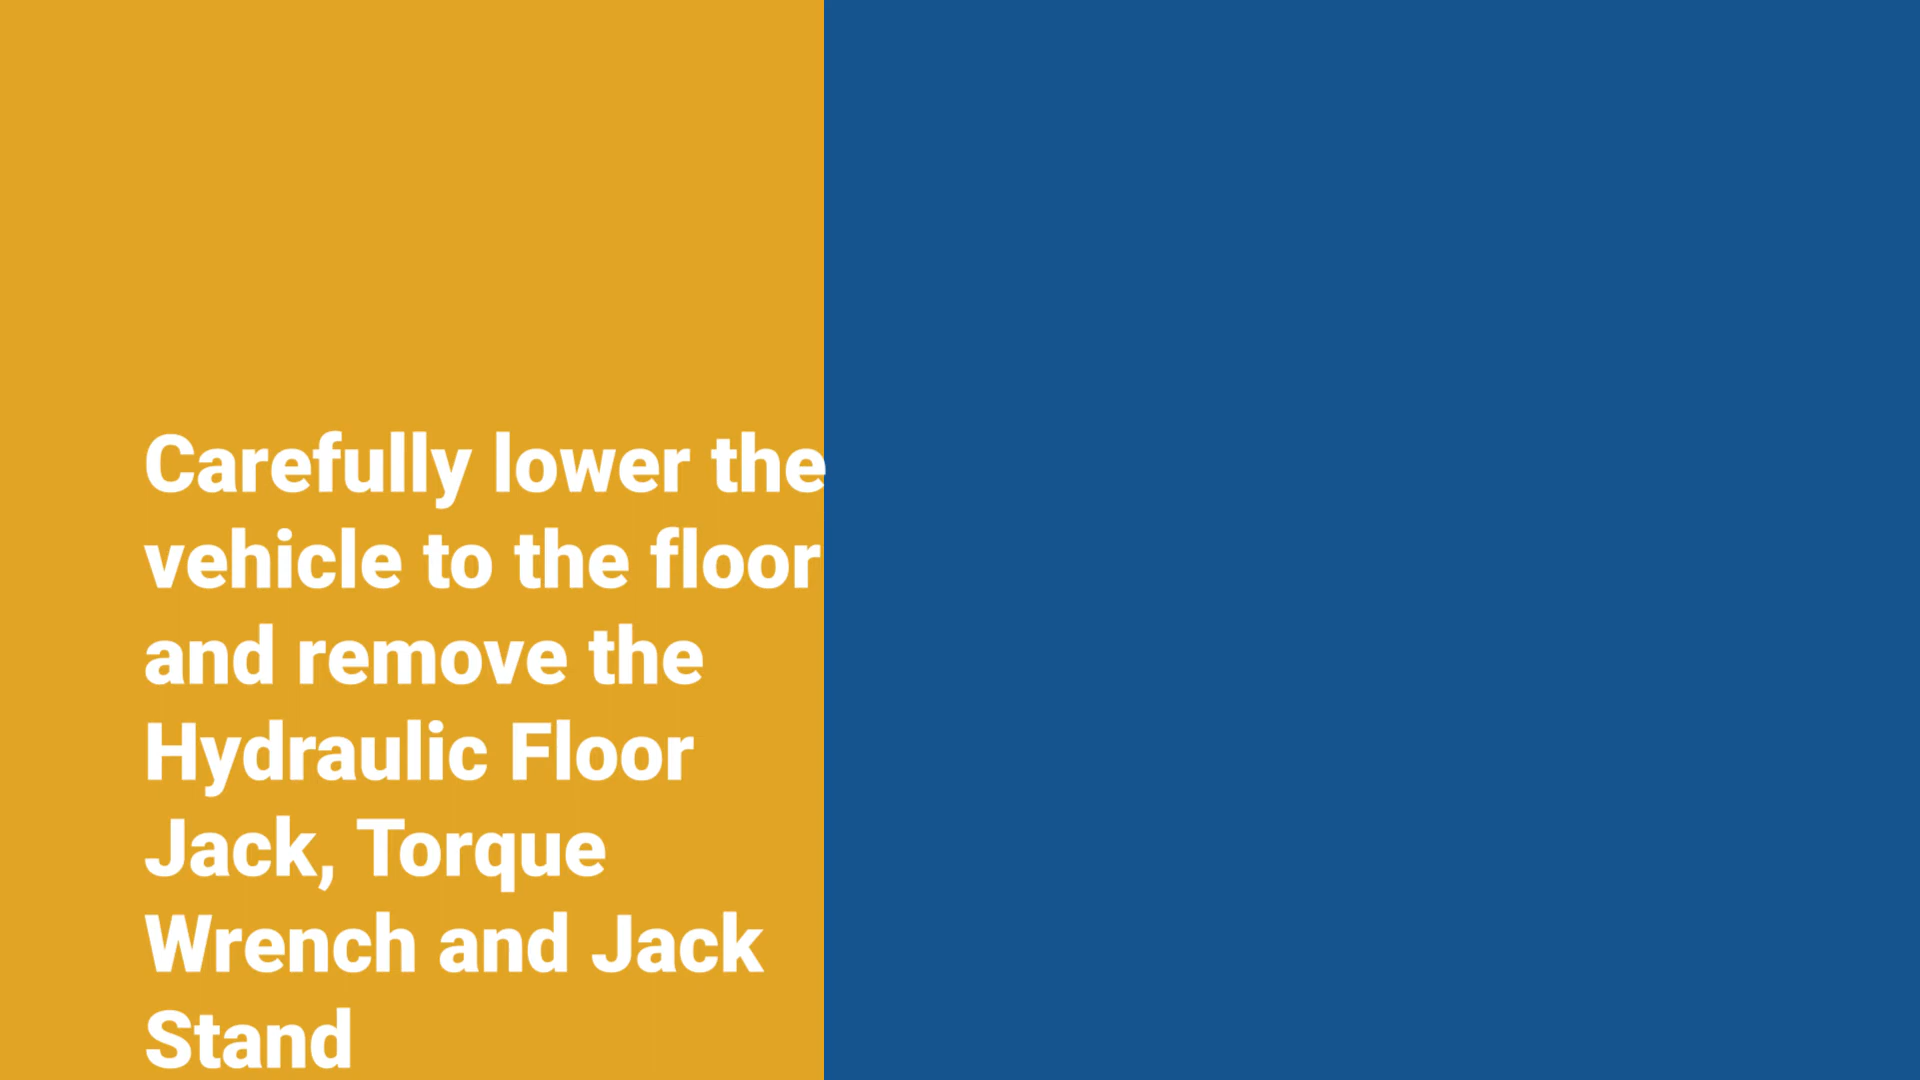 Carefully lower the
vehicle to the floor
and remove the
Hydraulic Floor
Jack, Torque
Wrench and Jack
Stand